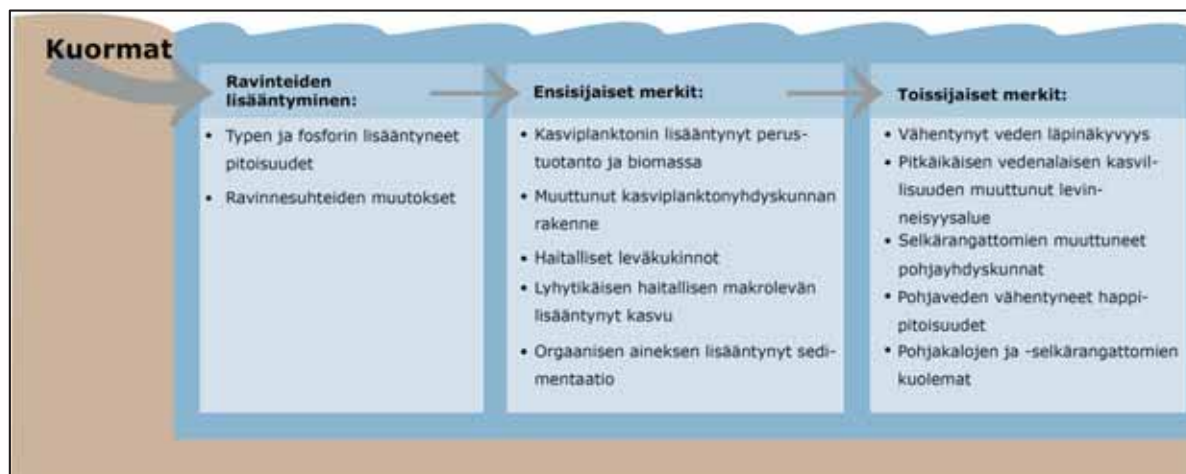 Kuormat
Ravinteiden
lisääntyminen:
• Typen ja fosforin lisääntyneet
pitoisuudet
• Ravinnesuhteiden muutokset
Ensisijaiset merkit:
• Kasviplanktonin lisääntynyt perus-
tuotanto ja biomassa
• Muuttunut kasviplanktonyhdyskunnan
rakenne
• Haitalliset leväkukinnot
• Lyhytikäisen haitallisen makrolevän
lisääntynyt kasvu
• Orgaanisen aineksen lisääntynyt sedi-
mentaatio
Toissijaiset merkit:
• Vähentynyt veden läpinäkyvyys
• Pitkäikäisen vedenalaisen kasvil-
lisuuden muuttunut levin-
neisyysalue
• Selkärangattomien muuttuneet
pohjayhdyskunnat
• Pohjaveden vähentyneet happi-
pitoisuudet
• Pohjakalojen ja -selkärangattomien
kuolemat